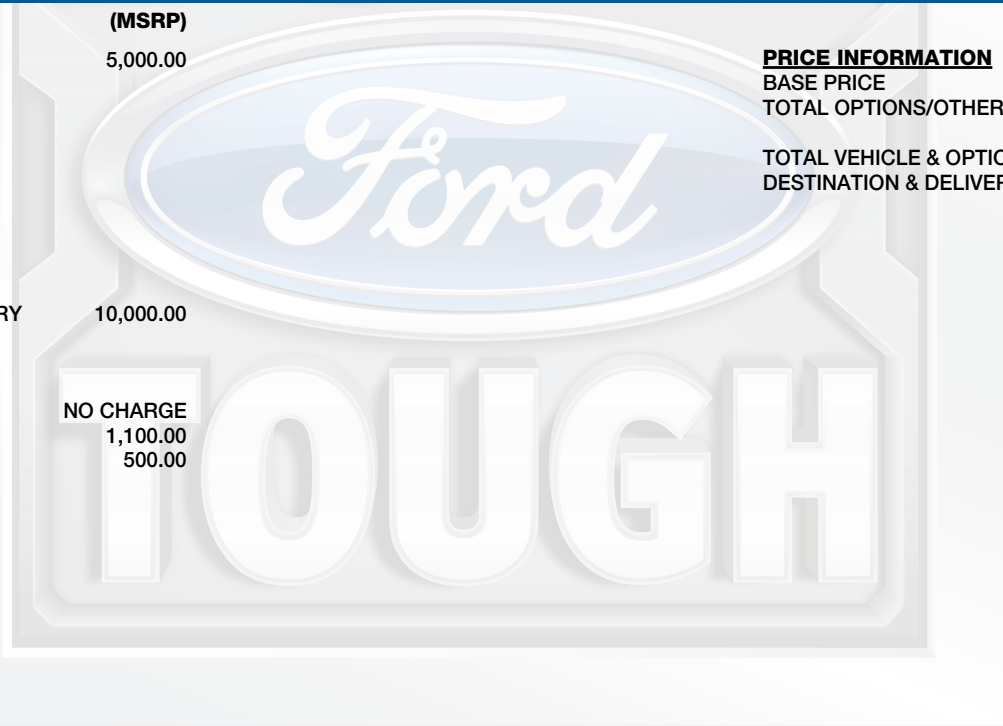 (MSRP)
5,000.00
RY 10,000.00
NO CHARGE
1,100.00
500.00
PRICE INFORMATION
BASE PRICE
TOTAL OPTIONS/OTHER
TOTAL VEHICLE & OPTIO
DESTINATION & DELIVER
Ford
TOUGH